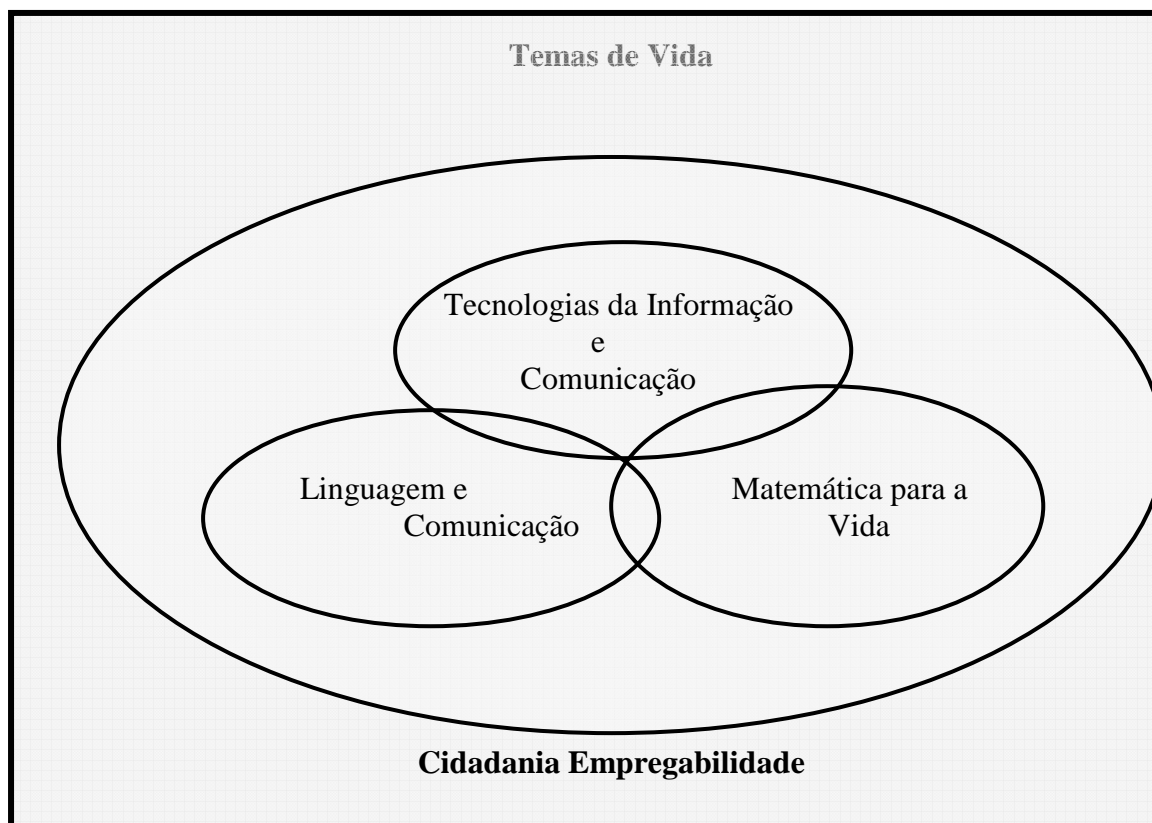 Temas de Vida
Tecnologias da Informação
e
Comunicação
Linguagem e
Comunicação
Matemática para a
Vida
Cidadania Empregabilidade